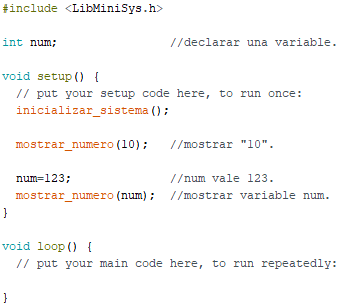 #include <LibMiniSys.h>
int num; //declarar una variable.
void setup() {
// put your setup code here, to run once:
inicializar_sistema();
mostrar_numero(10); //mostrar "10".
num=123; //num vale 123.
mostrar_numero(num); //mostrar variable num.
}
void loop() {
// put your main code here, to run repeatedly:
}